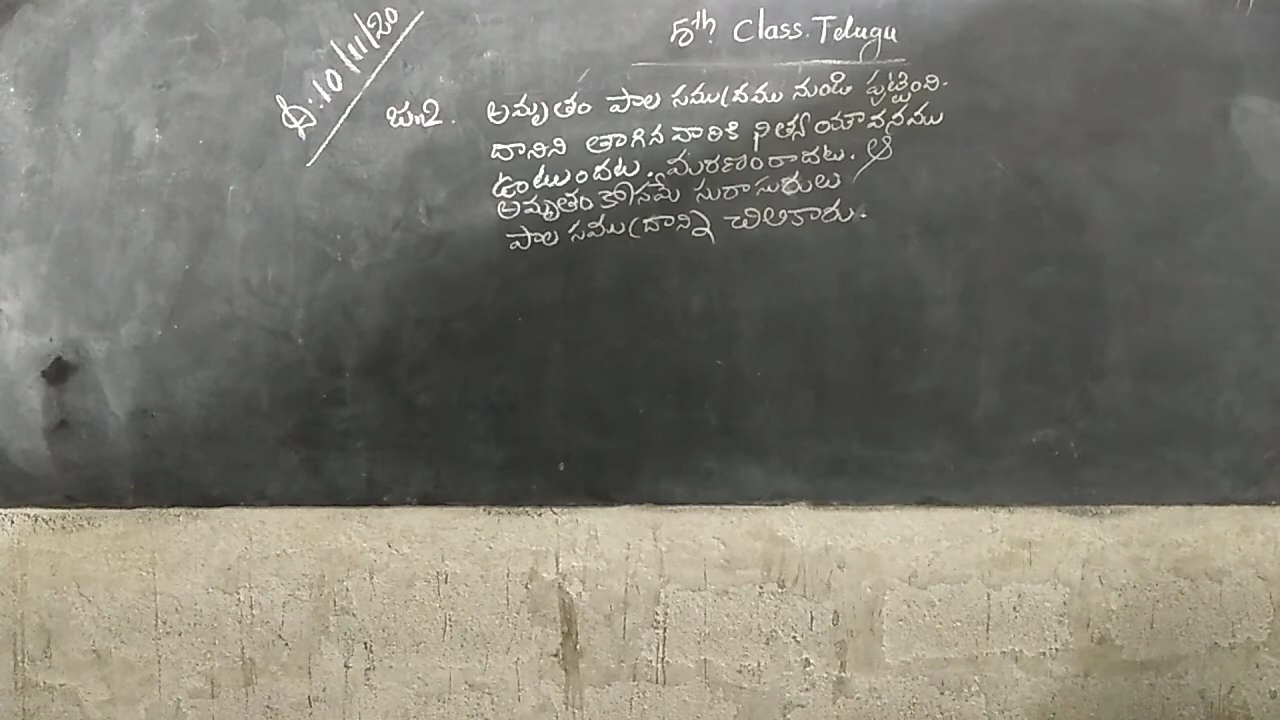 5th Class. Telugu
D: 10/11/20
జ॥2. అమృతం పాల సముద్రము నుండి పుట్టింది.
దానిని తాగిన వారికి నిత్య యౌవనము
ఉంటుందట. మరణంరాదట. ఆ
అమృతం కోసమే సురాసురులు
పాల సముద్రాన్ని చిలికారు.